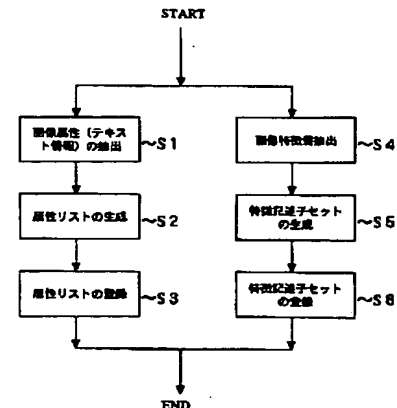 START
画像属性（テキス
ト情報）の抽出
~S1
属性リストの生成
~S2
属性リストの登録
~S3
画像特徴量抽出
~S4
特徴記述子セット
の生成
~S5
特徴記述子セット
の登録
~S6
END